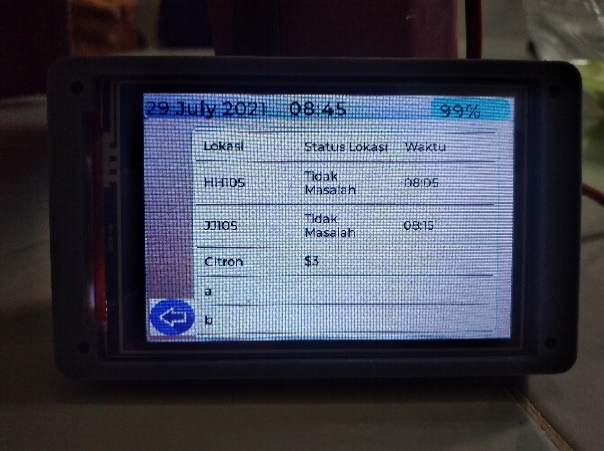 29 July 2021 08:45 99%
Lokasi Status Lokasi Waktu
HH105 Tidak Masalah 08:05
JJ105 Tidak Masalah 08:15
Citron $3
a
b